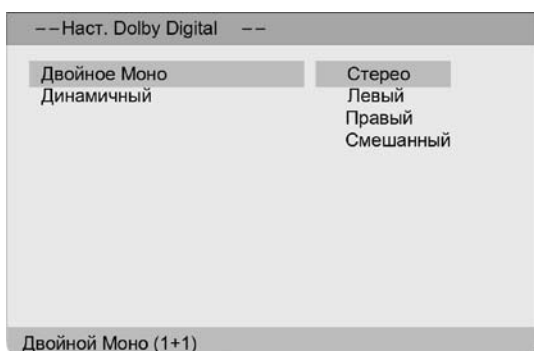 --Наст. Dolby Digital --
Двойное Моно Стерео
Динамичный Левый
Правый
Смешанный
Двойной Моно (1+1)